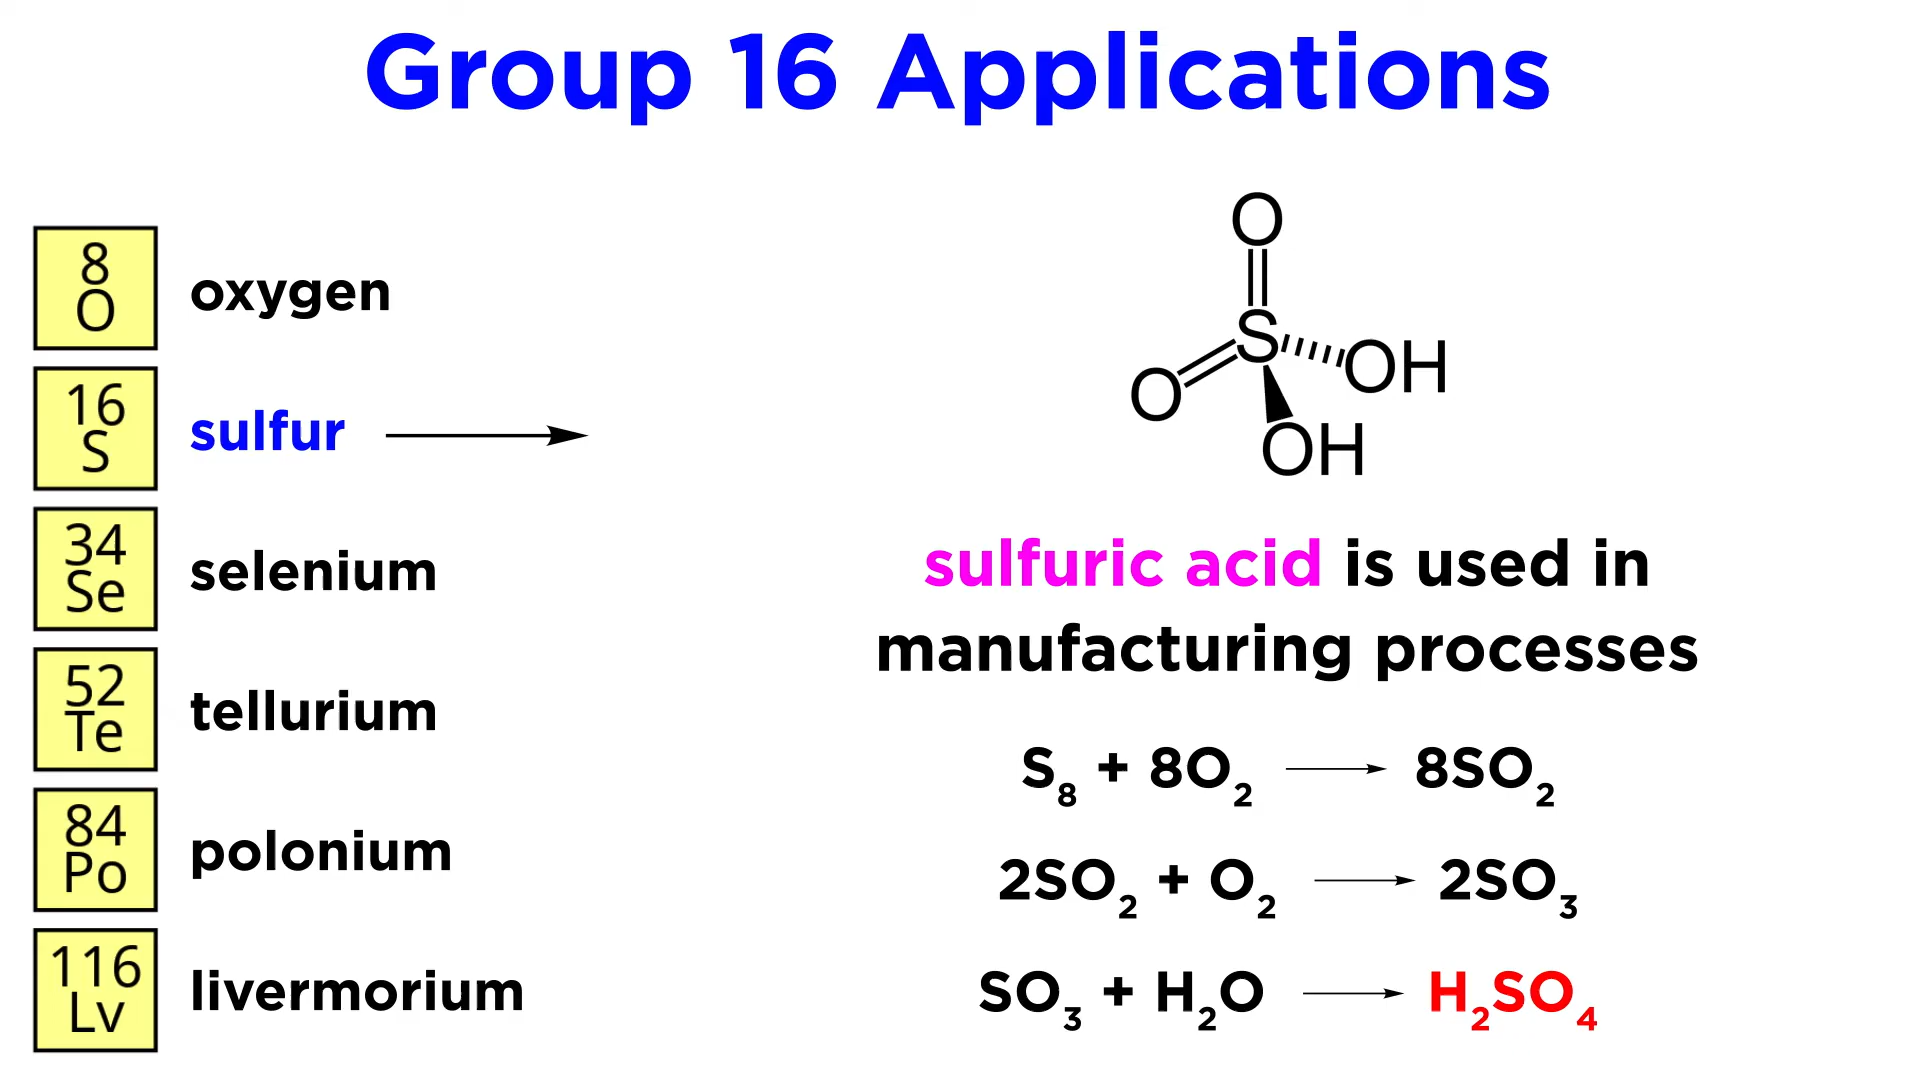 Group 16 Applications
8
O
oxygen
16
S
sulfur
34
Se
selenium
52
Te
tellurium
84
Po
polonium
116
Lv
livermorium
O
S
O
OH
OH
sulfuric acid is used in
manufacturing processes
S₈ + 8O₂ ⟶ 8SO₂
2SO₂ + O₂ ⟶ 2SO₃
SO₃ + H₂O ⟶ H₂SO₄